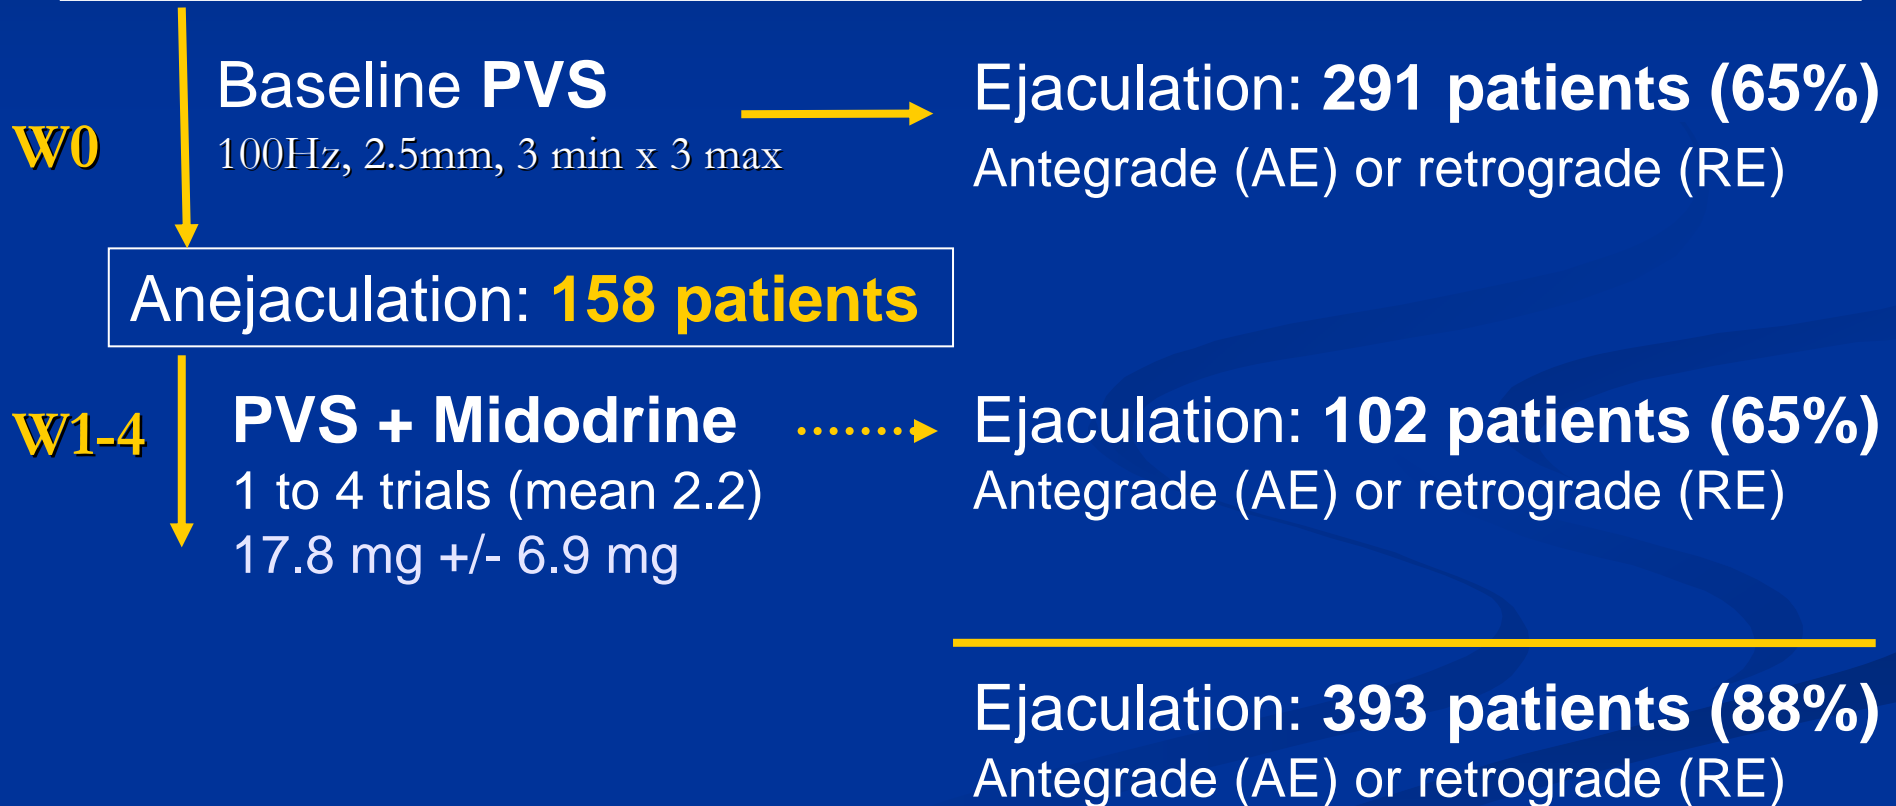 Baseline PVS
Ejaculation: 291 patients (65%)
W0
100Hz, 2.5mm, 3 min x 3 max
Antegrade (AE) or retrograde (RE)
Anejaculation: 158 patients
W1-4
PVS + Midodrine
Ejaculation: 102 patients (65%)
1 to 4 trials (mean 2.2)
Antegrade (AE) or retrograde (RE)
17.8 mg +/- 6.9 mg
Ejaculation: 393 patients (88%)
Antegrade (AE) or retrograde (RE)